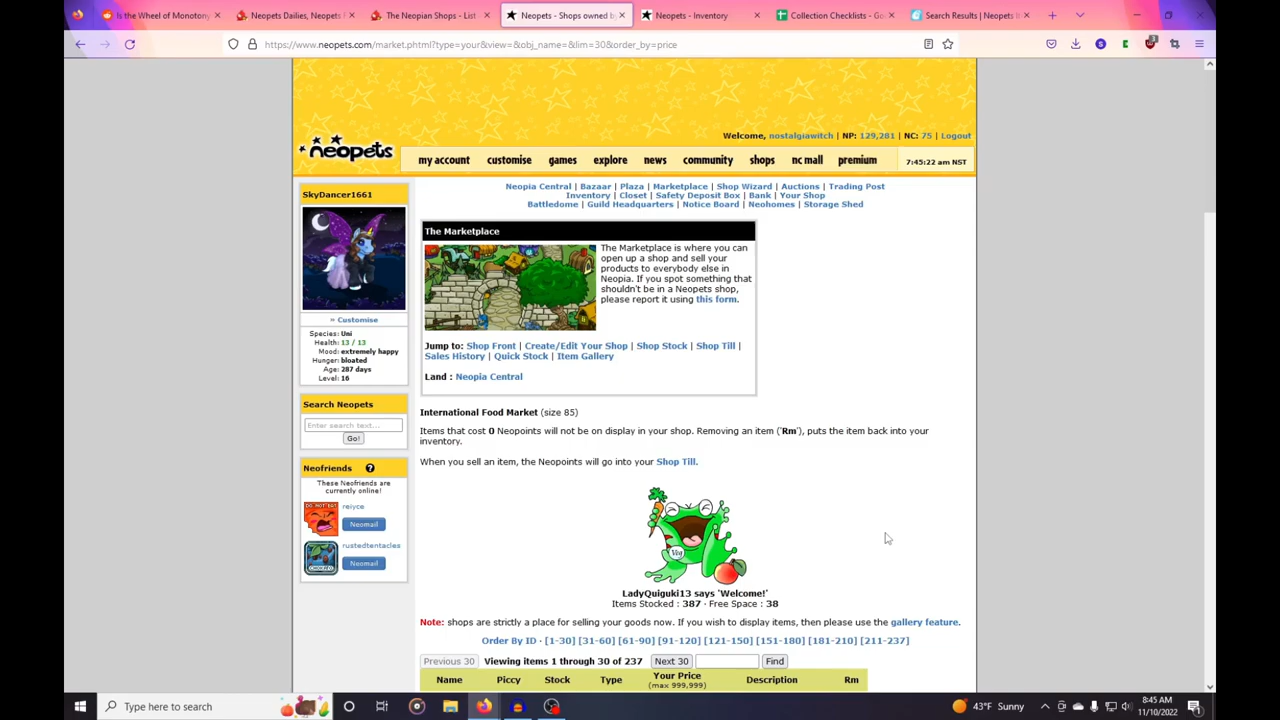 Is the Wheel of Monotony
Neopets Dailies, Neopets F
The Neopian Shops - List
Neopets - Shops owned by
Neopets - Inventory
Collection Checklists - Goo
Search Results | Neopets th
https://www.neopets.com/market.phtml?type=your&view=&obj_name=&lim=30&order_by=price
Welcome, nostalgiawitch | NP: 129,281 | NC: 75 | Logout
neopets
my account
customise
games
explore
news
community
shops
nc mall
premium
7:45:22 am NST
SkyDancer1661
» Customise
Species: Uni
Health: 13 / 13
Mood: extremely happy
Hunger: bloated
Age: 287 days
Level: 16
Search Neopets
Enter search text...
Go!
Neofriends ?
These Neofriends are
currently online!
DO NOT EAT
reiyce
Neomail
rustedtentacles
Neomail
Neopia Central | Bazaar | Plaza | Marketplace | Shop Wizard | Auctions | Trading Post
Inventory | Closet | Safety Deposit Box | Bank | Your Shop
Battledome | Guild Headquarters | Notice Board | Neohomes | Storage Shed
The Marketplace
The Marketplace is where you can
open up a shop and sell your
products to everybody else in
Neopia. If you spot something that
shouldn't be in a Neopets shop,
please report it using this form.
Jump to: Shop Front | Create/Edit Your Shop | Shop Stock | Shop Till |
Sales History | Quick Stock | Item Gallery
Land : Neopia Central
International Food Market (size 85)
Items that cost 0 Neopoints will not be on display in your shop. Removing an item ('Rm'), puts the item back into your
inventory.
When you sell an item, the Neopoints will go into your Shop Till.
Veg
LadyQuiguki13 says 'Welcome!'
Items Stocked : 387 · Free Space : 38
Note: shops are strictly a place for selling your goods now. If you wish to display items, then please use the gallery feature.
Order By ID · [1-30] [31-60] [61-90] [91-120] [121-150] [151-180] [181-210] [211-237]
Previous 30
Viewing items 1 through 30 of 237
Next 30
Find
Name
Piccy
Stock
Type
Your Price
(max 999,999)
Description
Rm
Type here to search
43°F Sunny
8:45 AM
11/10/2022